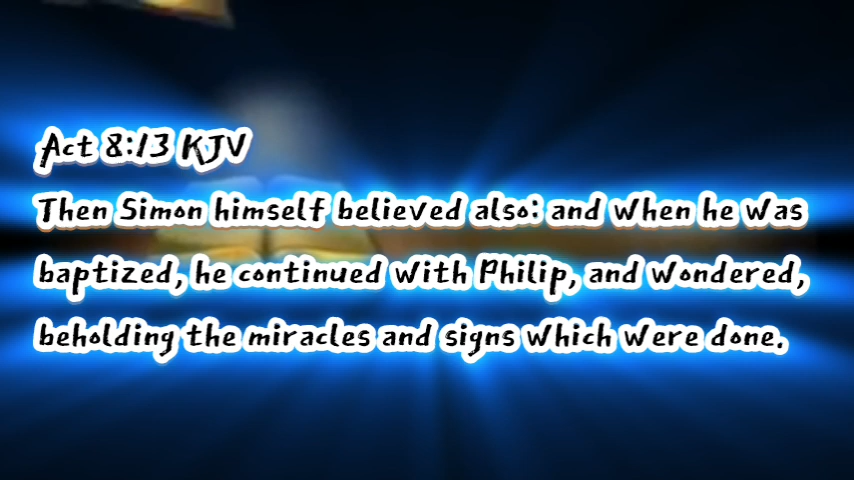 Act 8:13 KJV
Then Simon himself believed also: and when he was
baptized, he continued with Philip, and wondered,
beholding the miracles and signs which were done.